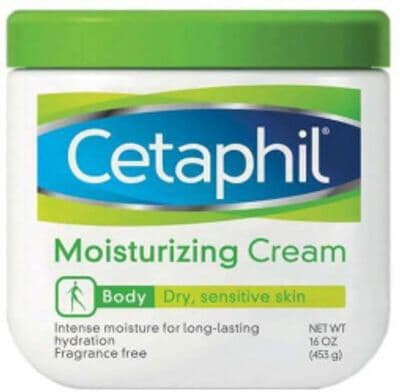 Cetaphil®
Moisturizing Cream
Body Dry, sensitive skin
Intense moisture for long-lasting
hydration
Fragrance free
NET WT
16 OZ
(453 g)